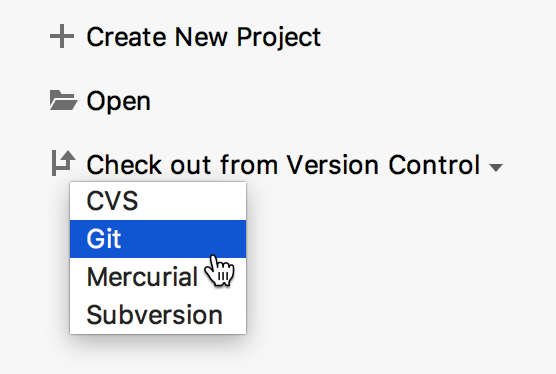 Create New Project
Open
Check out from Version Control
CVS
Git
Mercurial
Subversion